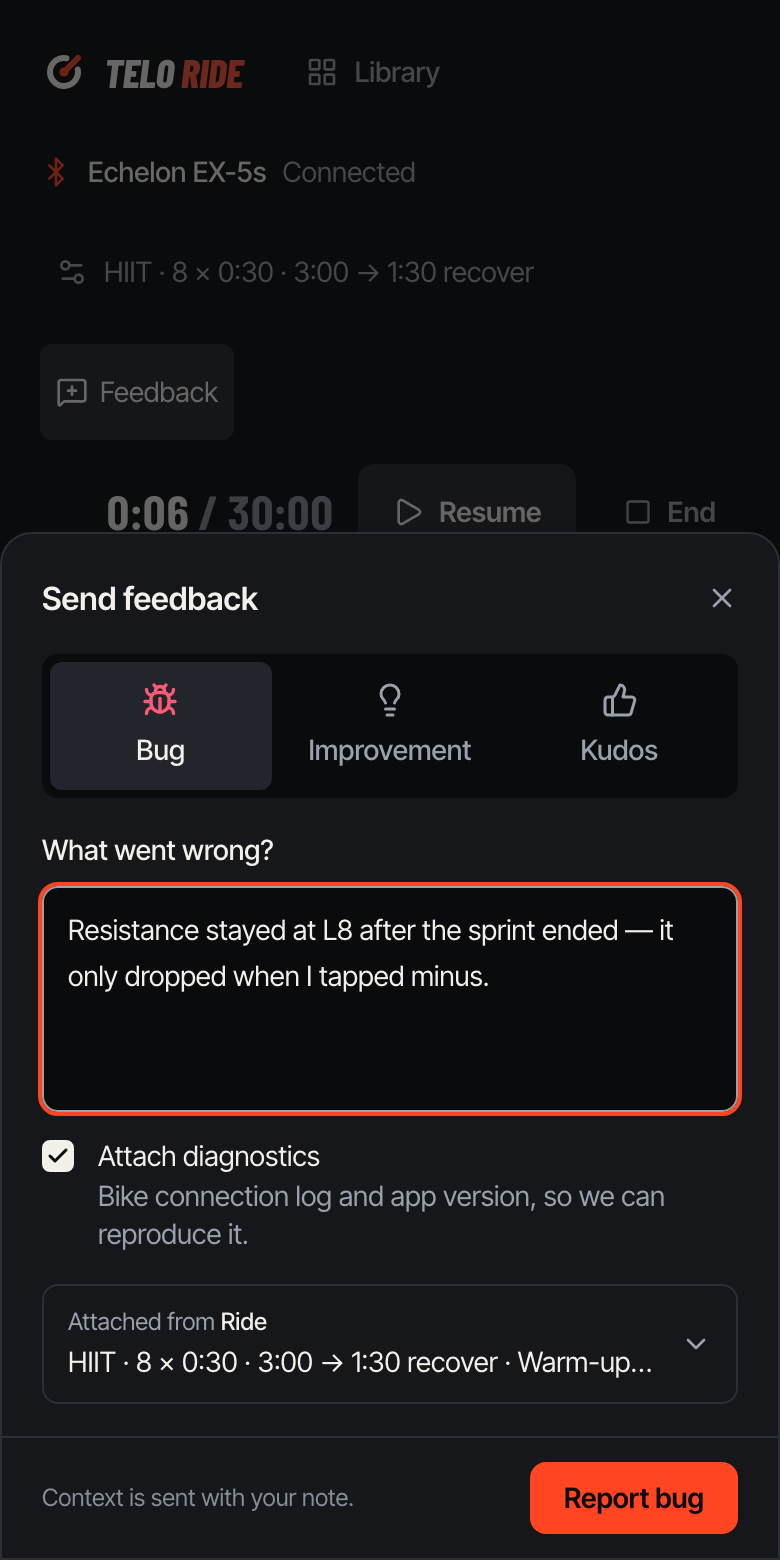 TELO RIDE
Library
Echelon EX-5s Connected
HIIT · 8 × 0:30 · 3:00 → 1:30 recover
Feedback
0:06 / 30:00
Resume
End
Send feedback
Bug
Improvement
Kudos
What went wrong?
Resistance stayed at L8 after the sprint ended — it
only dropped when I tapped minus.
Attach diagnostics
Bike connection log and app version, so we can
reproduce it.
Attached from Ride
HIIT · 8 × 0:30 · 3:00 → 1:30 recover · Warm-up...
Context is sent with your note.
Report bug